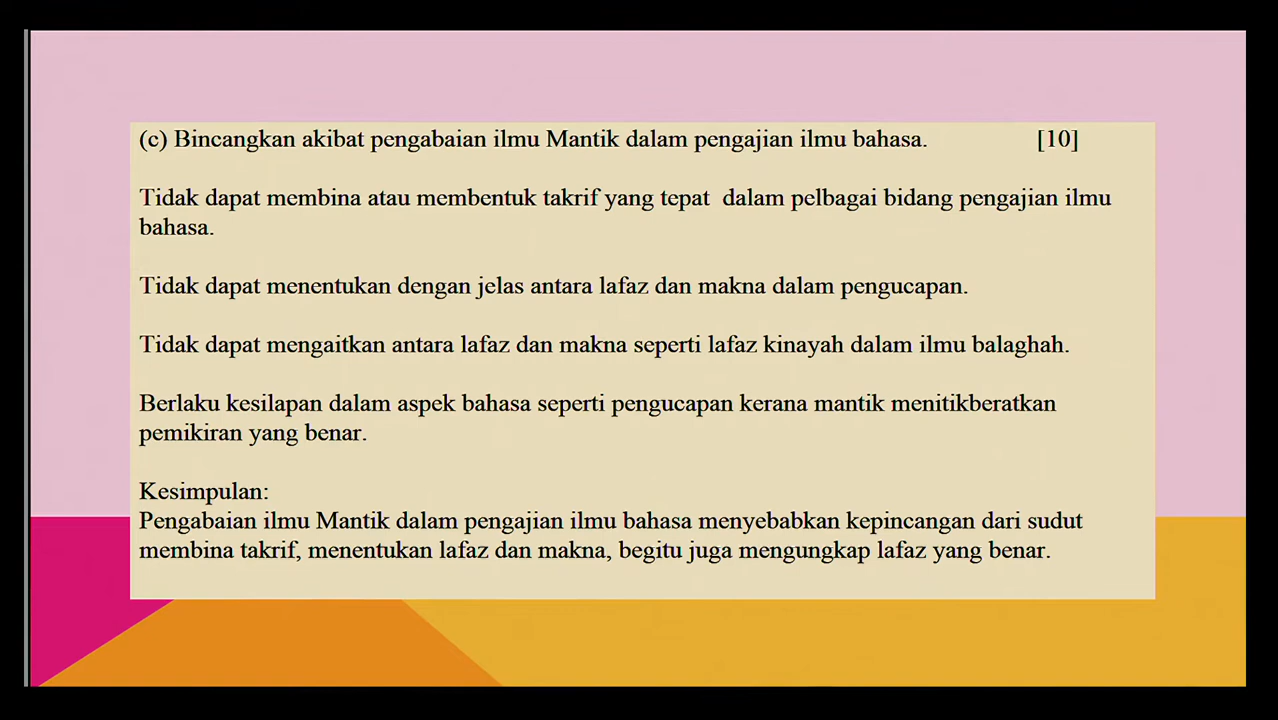 (c) Bincangkan akibat pengabaian ilmu Mantik dalam pengajian ilmu bahasa. [10]
Tidak dapat membina atau membentuk takrif yang tepat dalam pelbagai bidang pengajian ilmu
bahasa.
Tidak dapat menentukan dengan jelas antara lafaz dan makna dalam pengucapan.
Tidak dapat mengaitkan antara lafaz dan makna seperti lafaz kinayah dalam ilmu balaghah.
Berlaku kesilapan dalam aspek bahasa seperti pengucapan kerana mantik menitikberatkan
pemikiran yang benar.
Kesimpulan:
Pengabaian ilmu Mantik dalam pengajian ilmu bahasa menyebabkan kepincangan dari sudut
membina takrif, menentukan lafaz dan makna, begitu juga mengungkap lafaz yang benar.